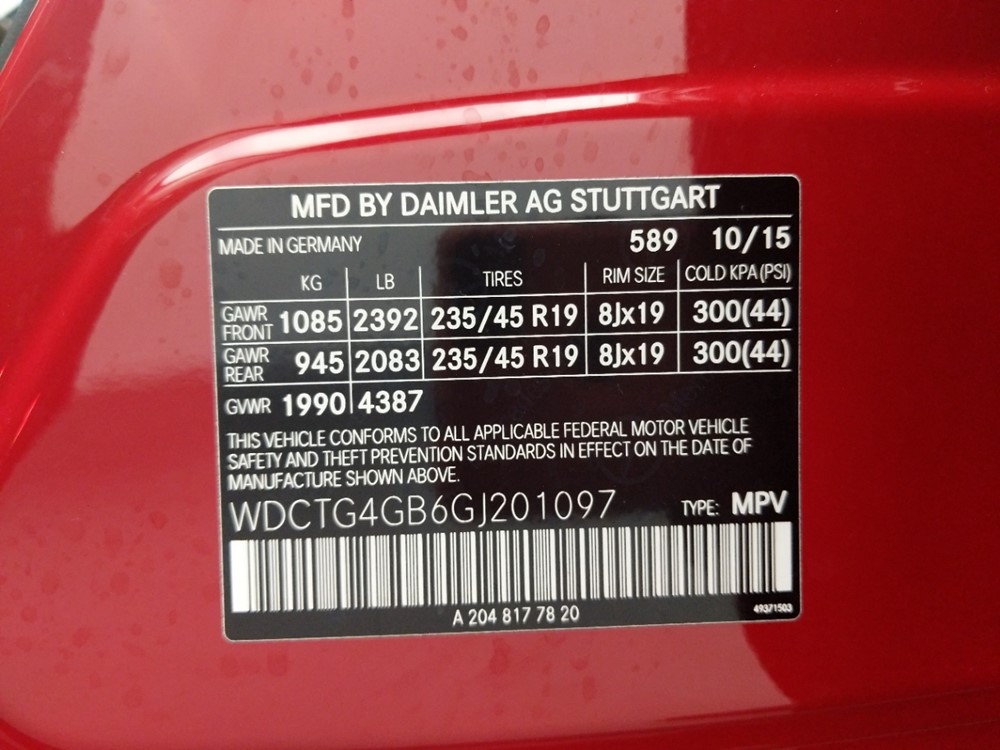 MFD BY DAIMLER AG STUTTGART
MADE IN GERMANY 589 10/15
KG LB TIRES RIM SIZE COLD KPA (PSI)
GAWR FRONT 1085 2392 235/45 R19 8Jx19 300(44)
GAWR REAR 945 2083 235/45 R19 8Jx19 300(44)
GVWR 1990 4387
THIS VEHICLE CONFORMS TO ALL APPLICABLE FEDERAL MOTOR VEHICLE
SAFETY AND THEFT PREVENTION STANDARDS IN EFFECT ON THE DATE OF
MANUFACTURE SHOWN ABOVE.
WDCTG4GB6GJ201097 TYPE: MPV
A 204 817 78 20 49371503